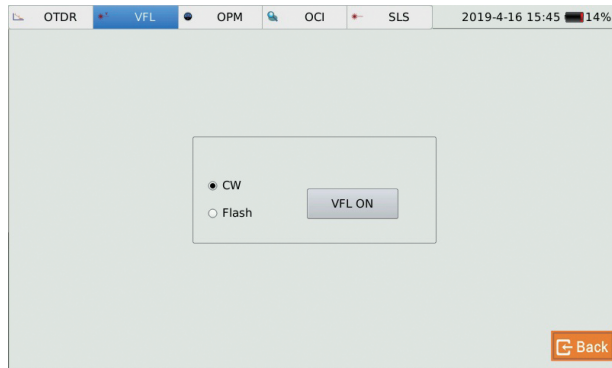 OTDR VFL OPM OCI SLS 2019-4-16 15:45 14%
CW
VFL ON
Flash
Back